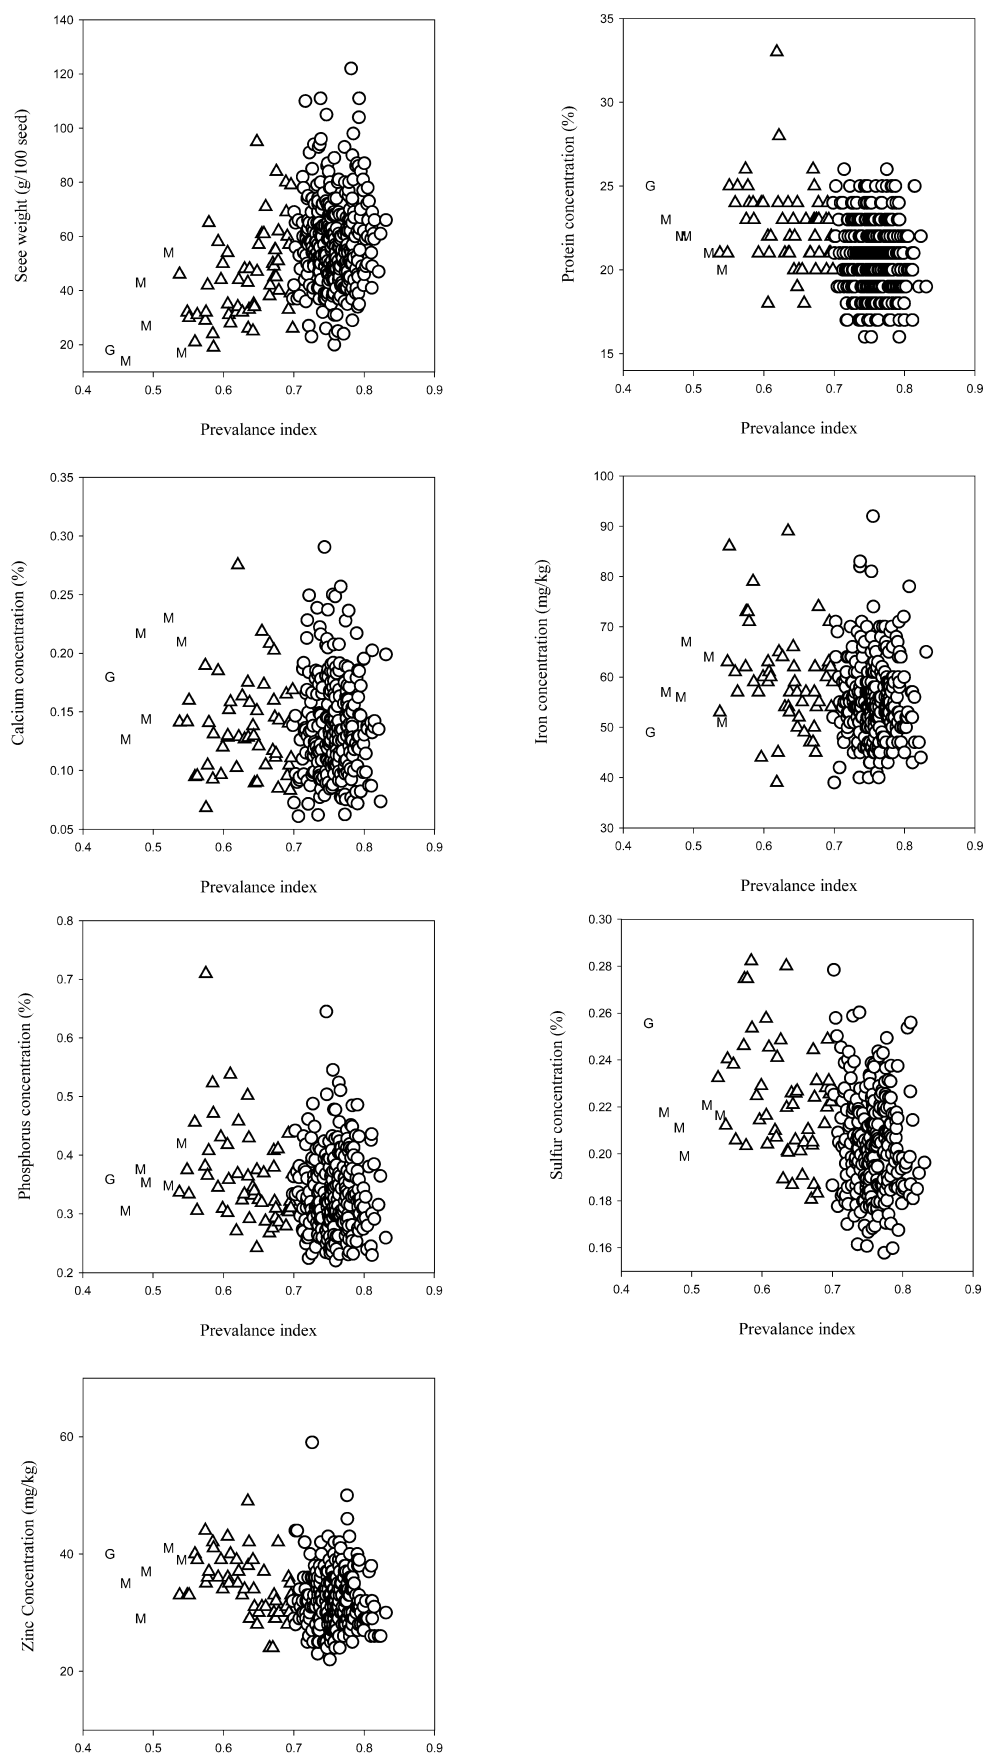 140
120
100
80
60
40
20
Seee weight (g/100 seed)
G
M
M
M
M
M
0.4 0.5 0.6 0.7 0.8 0.9
Prevalance index
35
30
25
20
15
Protein concentration (%)
G
M
M
M
M
M
0.4 0.5 0.6 0.7 0.8 0.9
Prevalance index
0.35
0.30
0.25
0.20
0.15
0.10
0.05
Calcium concentration (%)
M
M
M
G
M
M
0.4 0.5 0.6 0.7 0.8 0.9
Prevalance index
100
90
80
70
60
50
40
30
Iron concentration (mg/kg)
M
M
M
M
M
G
0.4 0.5 0.6 0.7 0.8 0.9
Prevalance index
0.8
0.7
0.6
0.5
0.4
0.3
0.2
Phosphorus concentration (%)
M
M
G
M
M
M
0.4 0.5 0.6 0.7 0.8 0.9
Prevalance index
0.30
0.28
0.26
0.24
0.22
0.20
0.18
0.16
Sulfur concentration (%)
G
M
M
M
M
M
0.4 0.5 0.6 0.7 0.8 0.9
Prevalance index
60
40
20
Zinc Concentration (mg/kg)
M
G
M
M
M
M
0.4 0.5 0.6 0.7 0.8 0.9